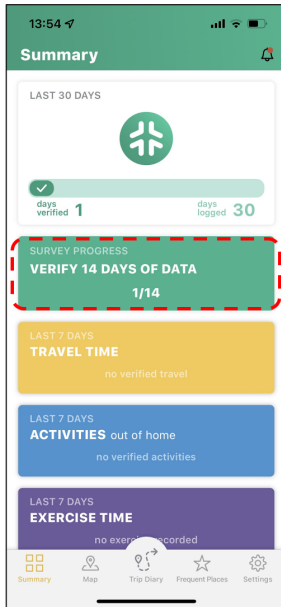 13:54
Summary
LAST 30 DAYS
days verified 1
days logged 30
SURVEY PROGRESS
VERIFY 14 DAYS OF DATA
1/14
LAST 7 DAYS
TRAVEL TIME
no verified travel
LAST 7 DAYS
ACTIVITIES out of home
no verified activities
LAST 7 DAYS
EXERCISE TIME
no recorded
Summary Map Trip Diary Frequent Places Settings